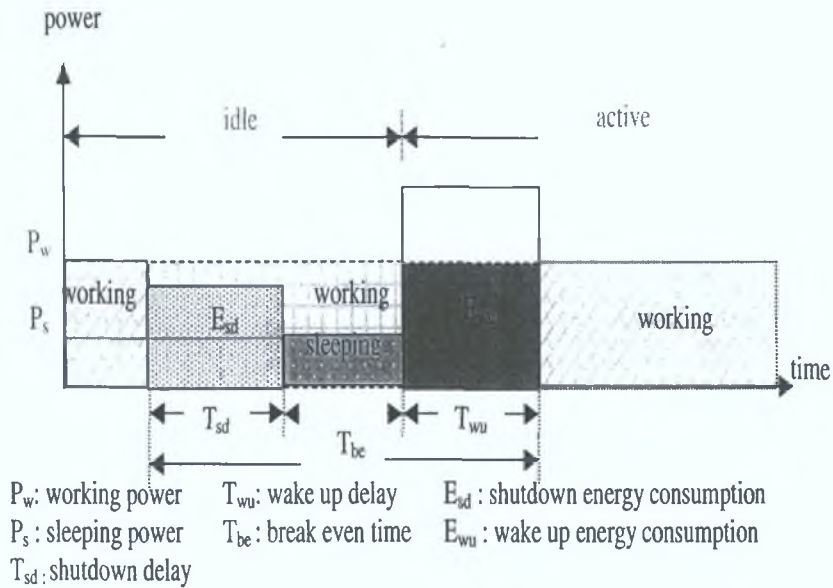 power
idle active
P_w
working working E_sd
P_s sleeping working
time
T_sd T_wu
T_be
P_w: working power T_wu: wake up delay E_sd : shutdown energy consumption
P_s : sleeping power T_be : break even time E_wu : wake up energy consumption
T_sd : shutdown delay